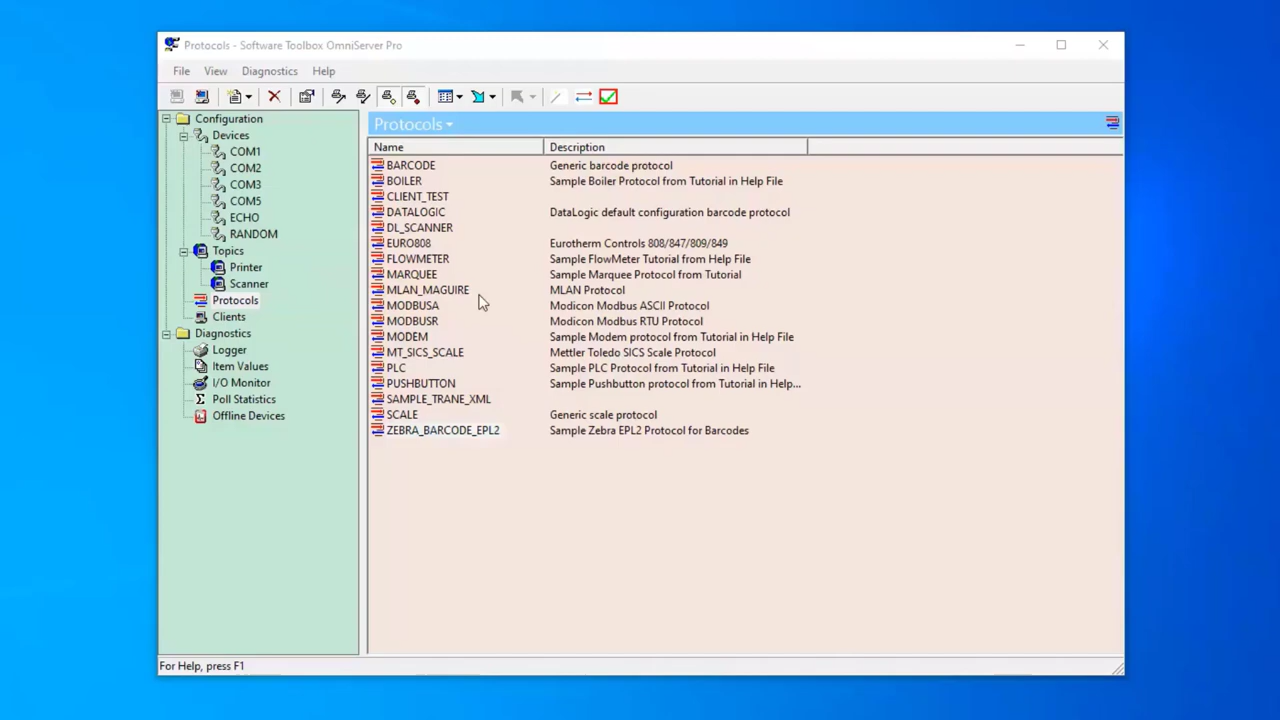 Protocols - Software Toolbox OmniServer Pro
File View Diagnostics Help
Configuration
Devices
COM1
COM2
COM3
COM5
ECHO
RANDOM
Topics
Printer
Scanner
Protocols
Clients
Diagnostics
Logger
Item Values
I/O Monitor
Poll Statistics
Offline Devices
Protocols
Name Description
BARCODE Generic barcode protocol
BOILER Sample Boiler Protocol from Tutorial in Help File
CLIENT_TEST
DATALOGIC DataLogic default configuration barcode protocol
DL_SCANNER
EURO808 Eurotherm Controls 808/847/809/849
FLOWMETER Sample FlowMeter Tutorial from Help File
MARQUEE Sample Marquee Protocol from Tutorial
MLAN_MAGUIRE MLAN Protocol
MODBUSA Modicon Modbus ASCII Protocol
MODBUSR Modicon Modbus RTU Protocol
MODEM Sample Modem protocol from Tutorial in Help File
MT_SICS_SCALE Mettler Toledo SICS Scale Protocol
PLC Sample PLC Protocol from Tutorial in Help File
PUSHBUTTON Sample Pushbutton protocol from Tutorial in Help...
SAMPLE_TRANE_XML
SCALE Generic scale protocol
ZEBRA_BARCODE_EPL2 Sample Zebra EPL2 Protocol for Barcodes
For Help, press F1